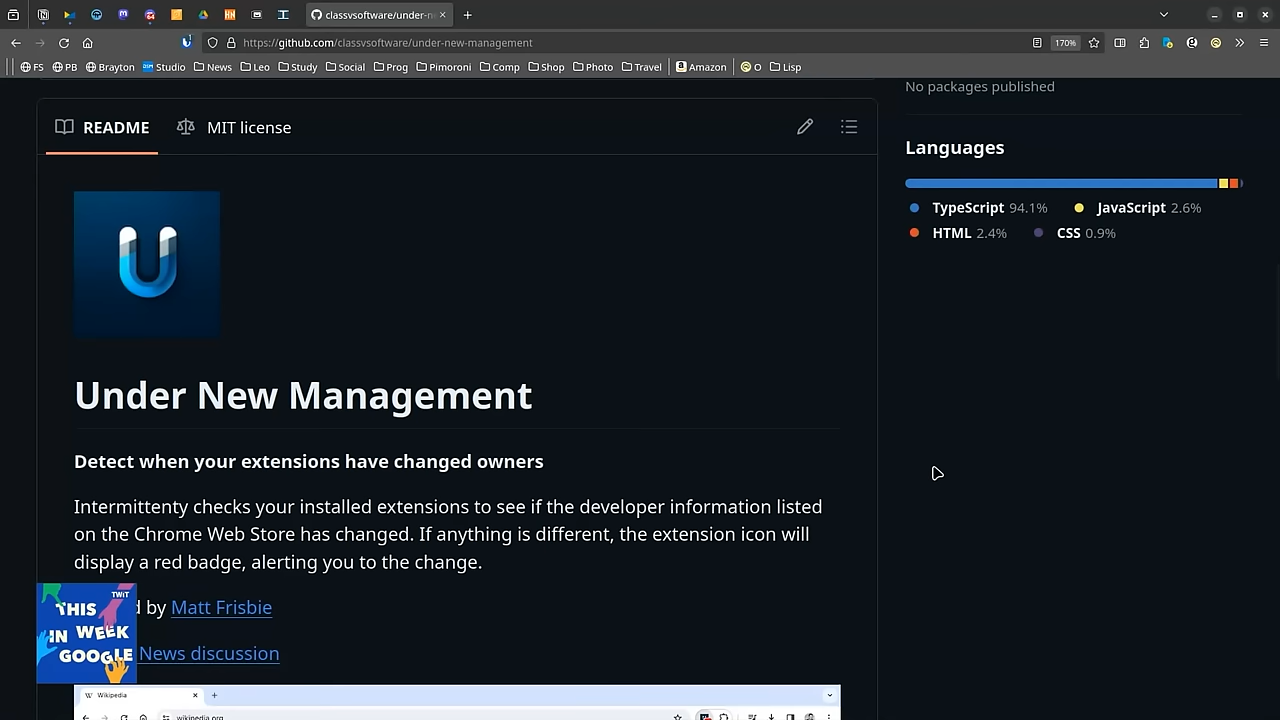 classvsoftware/under-n
https://github.com/classvsoftware/under-new-management
170%
FS PB Brayton Studio News Leo Study Social Prog Pimoroni Comp Shop Photo Travel Amazon O Lisp
No packages published
README MIT license
Languages
TypeScript 94.1% JavaScript 2.6%
HTML 2.4% CSS 0.9%
U
Under New Management
Detect when your extensions have changed owners
Intermittenty checks your installed extensions to see if the developer information listed
on the Chrome Web Store has changed. If anything is different, the extension icon will
display a red badge, alerting you to the change.
d by Matt Frisbie
News discussion
TWiT
THIS
IN WEEK
GOOGLE
Wikipedia
wikipedia.org